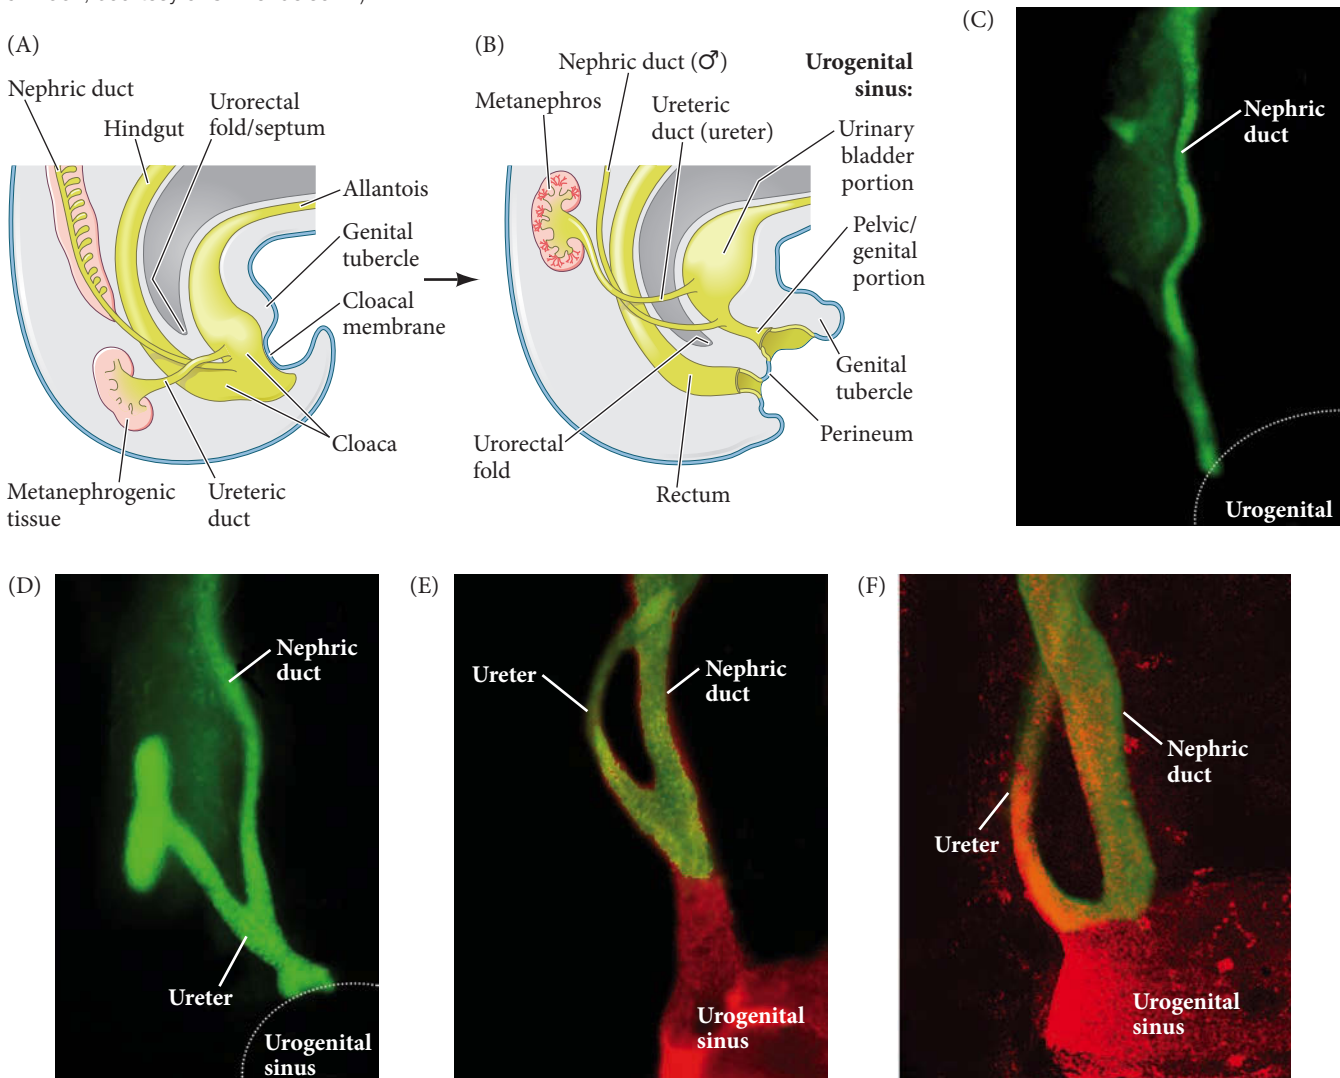 (A)
Nephric duct
Hindgut
Urorectal
fold/septum
Allantois
Genital
tubercle
Cloacal
membrane
Cloaca
Metanephrogenic
tissue
Ureteric
duct
(B)
Nephric duct (♂)
Metanephros
Ureteric
duct (ureter)
Urogenital
sinus:
Urinary
bladder
portion
Pelvic/
genital
portion
Genital
tubercle
Perineum
Urorectal
fold
Rectum
(C)
Nephric
duct
Urogenital
(D)
Nephric
duct
Ureter
Urogenital
sinus
(E)
Ureter
Nephric
duct
Urogenital
sinus
(F)
Nephric
duct
Ureter
Urogenital
sinus